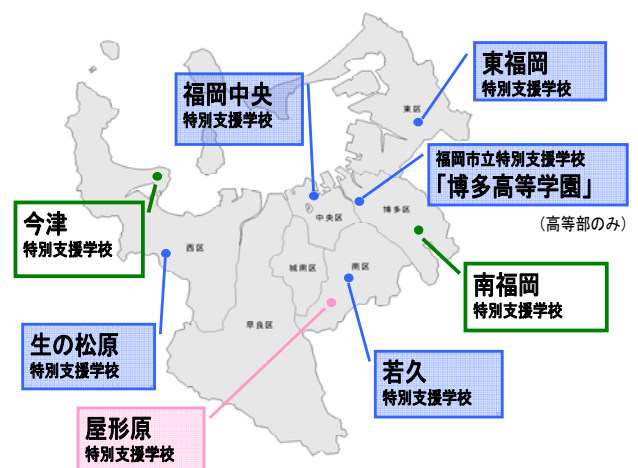 東福岡
特別支援学校
福岡中央
特別支援学校
東区
福岡市立特別支援学校
「博多高等学園」
(高等部のみ)
中央区
博多区
今津
特別支援学校
西区
城南区
南区
南福岡
特別支援学校
早良区
生の松原
特別支援学校
若久
特別支援学校
屋形原
特別支援学校